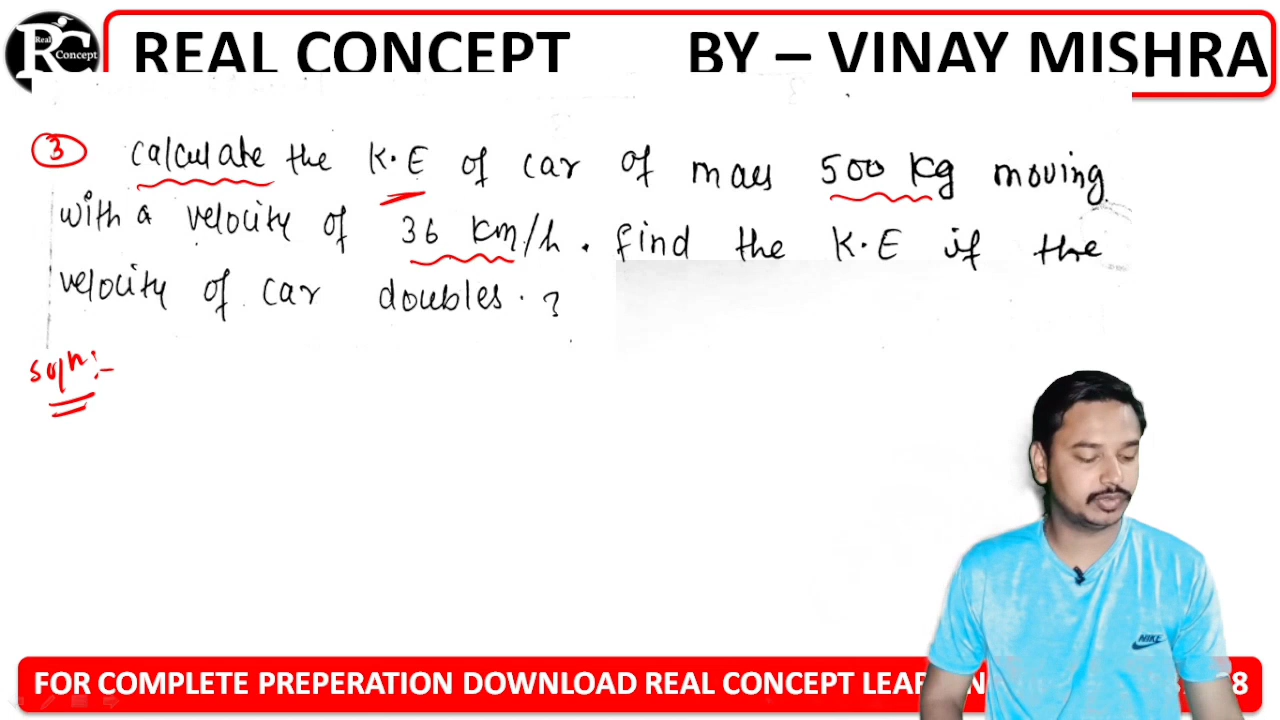 Real
Concept
REAL CONCEPT BY – VINAY MISHRA
3 Calculate the K.E of car of mass 500 kg moving
with a velocity of 36 km/h. find the K.E if the
velocity of car doubles. ?
Solⁿ:-
NIKE
FOR COMPLETE PREPERATION DOWNLOAD REAL CONCEPT